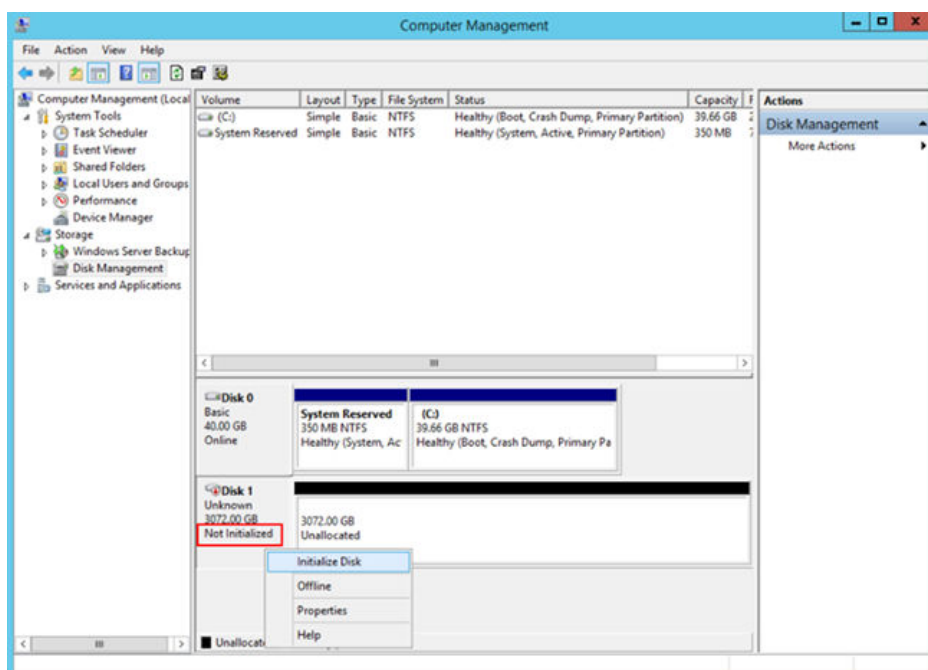 Computer Management
File Action View Help
Computer Management (Local
System Tools
Task Scheduler
Event Viewer
Shared Folders
Local Users and Groups
Performance
Device Manager
Storage
Windows Server Backup
Disk Management
Services and Applications
Volume Layout Type File System Status Capacity
(C:) Simple Basic NTFS Healthy (Boot, Crash Dump, Primary Partition) 39.66 GB
System Reserved Simple Basic NTFS Healthy (System, Active, Primary Partition) 350 MB
Actions
Disk Management
More Actions
Disk 0
Basic
40.00 GB
Online
System Reserved
350 MB NTFS
Healthy (System, Ac
(C:)
39.66 GB NTFS
Healthy (Boot, Crash Dump, Primary Pa
Disk 1
Unknown
3072.00 GB
Not Initialized
3072.00 GB
Unallocated
Initialize Disk
Offline
Properties
Help
Unallocat